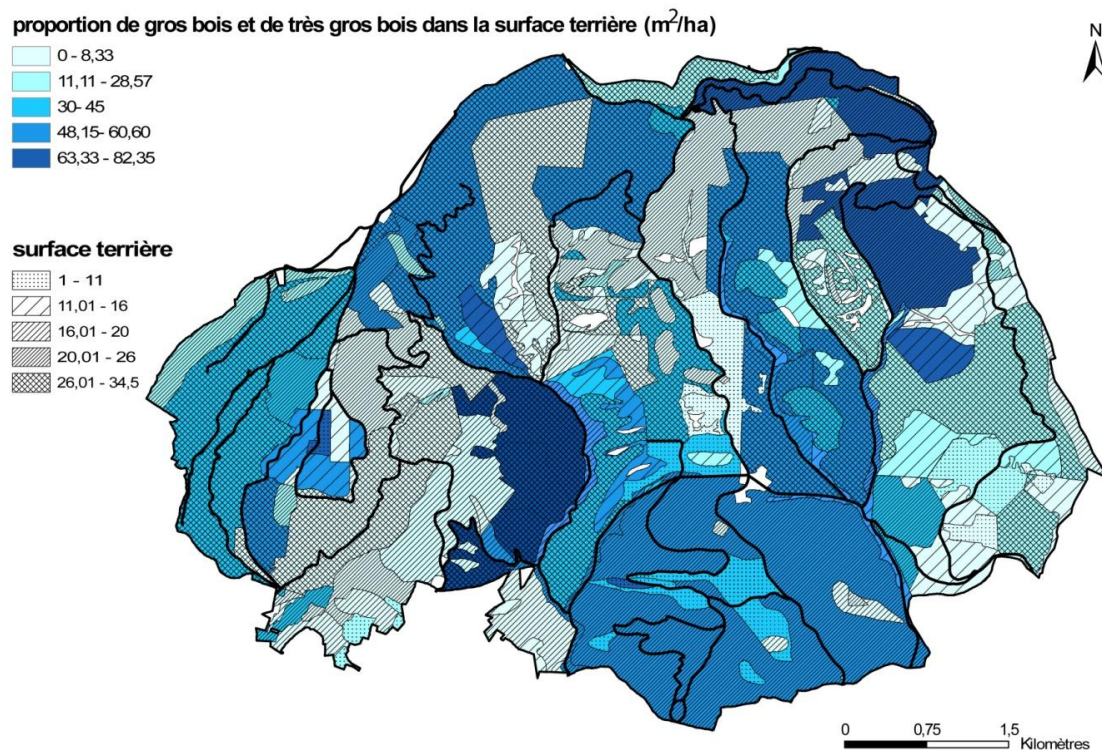 proportion de gros bois et de très gros bois dans la surface terrière (m²/ha)
0 - 8,33
11,11 - 28,57
30- 45
48,15- 60,60
63,33 - 82,35
N
surface terrière
1 - 11
11,01 - 16
16,01 - 20
20,01 - 26
26,01 - 34,5
0 0,75 1,5
Kilomètres